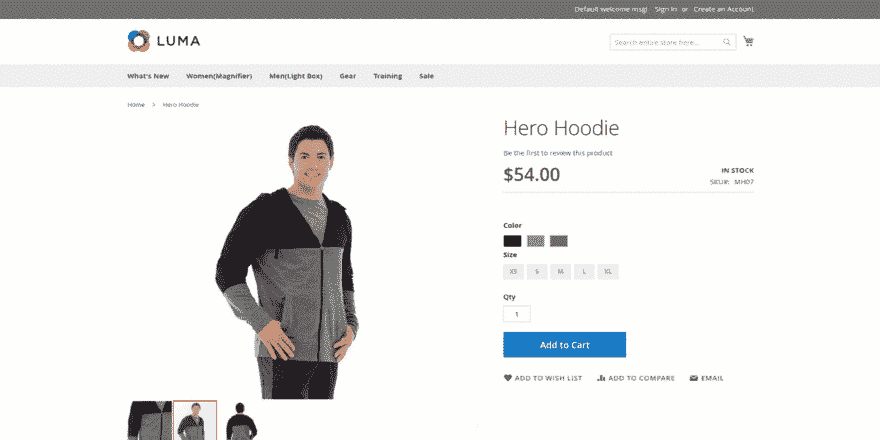 Default welcome msg! Sign In or Create an Account
LUMA
Search entire store here...
What's New Women(Magnifier) Men(Light Box) Gear Training Sale
Home > Hero Hoodie
Hero Hoodie
Be the first to review this product
$54.00
IN STOCK
SKU#: MH07
Color
Size
XS S M L XL
Qty
1
Add to Cart
ADD TO WISH LIST ADD TO COMPARE EMAIL